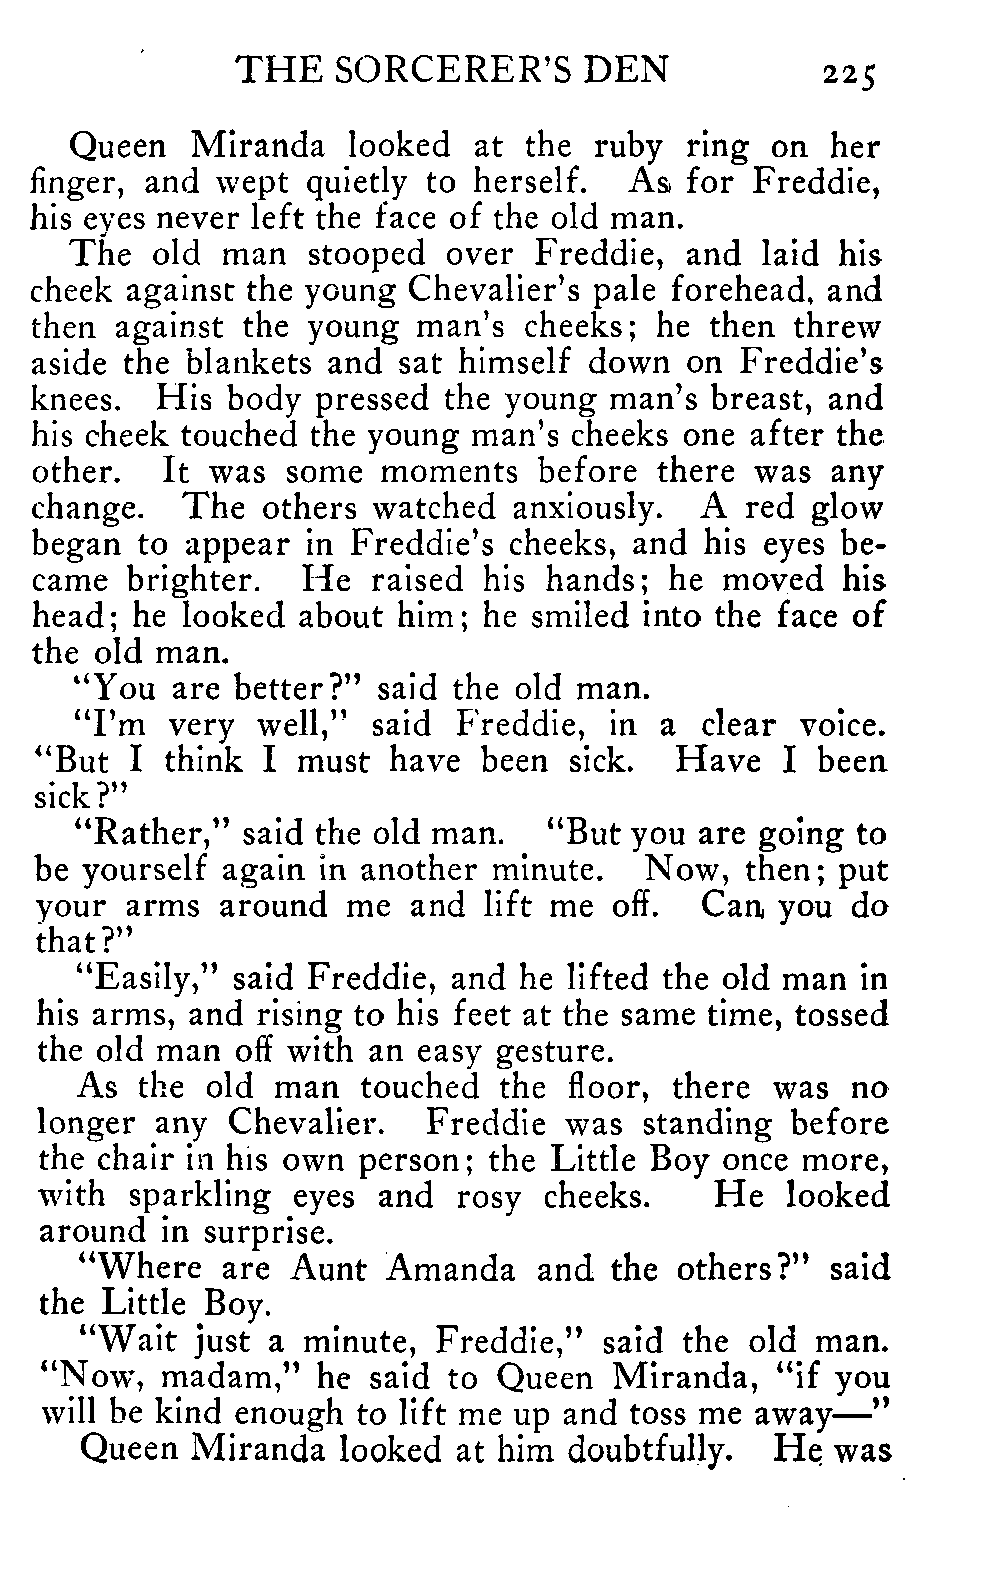 THE SORCERER'S DEN 225
Queen Miranda looked at the ruby ring on her
finger, and wept quietly to herself. As for Freddie,
his eyes never left the face of the old man.
The old man stooped over Freddie, and laid his
cheek against the young Chevalier's pale forehead, and
then against the young man's cheeks; he then threw
aside the blankets and sat himself down on Freddie's
knees. His body pressed the young man's breast, and
his cheek touched the young man's cheeks one after the
other. It was some moments before there was any
change. The others watched anxiously. A red glow
began to appear in Freddie's cheeks, and his eyes be-
came brighter. He raised his hands; he moved his
head; he looked about him; he smiled into the face of
the old man.
"You are better?" said the old man.
"I'm very well," said Freddie, in a clear voice.
"But I think I must have been sick. Have I been
sick?"
"Rather," said the old man. "But you are going to
be yourself again in another minute. Now, then; put
your arms around me and lift me off. Can you do
that?"
"Easily," said Freddie, and he lifted the old man in
his arms, and rising to his feet at the same time, tossed
the old man off with an easy gesture.
As the old man touched the floor, there was no
longer any Chevalier. Freddie was standing before
the chair in his own person; the Little Boy once more,
with sparkling eyes and rosy cheeks. He looked
around in surprise.
"Where are Aunt Amanda and the others?" said
the Little Boy.
"Wait just a minute, Freddie," said the old man.
"Now, madam," he said to Queen Miranda, "if you
will be kind enough to lift me up and toss me away—"
Queen Miranda looked at him doubtfully. He was